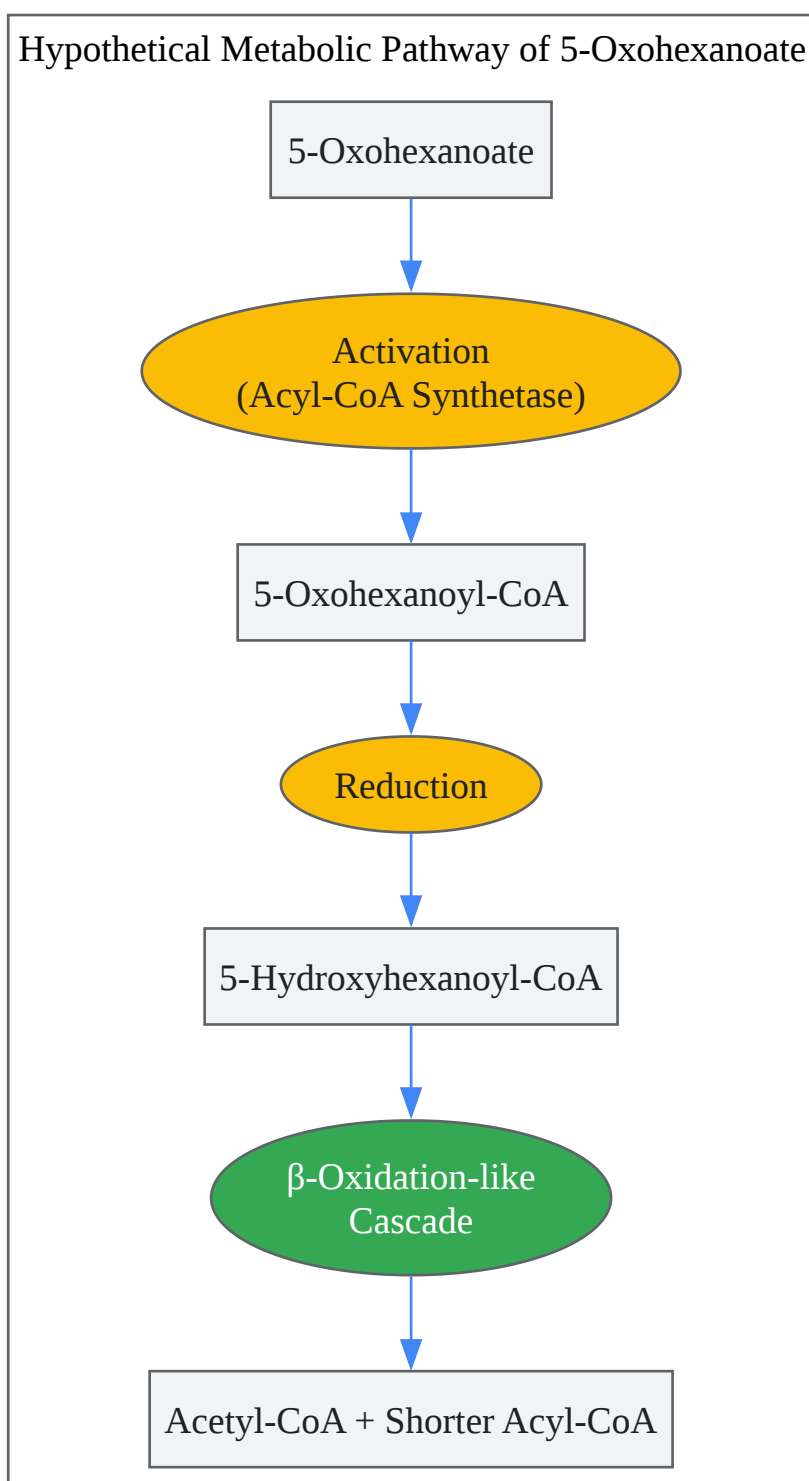 Hypothetical Metabolic Pathway of 5-Oxohexanoate
5-Oxohexanoate
Activation
(Acyl-CoA Synthetase)
5-Oxohexanoyl-CoA
Reduction
5-Hydroxyhexanoyl-CoA
β-Oxidation-like
Cascade
Acetyl-CoA + Shorter Acyl-CoA